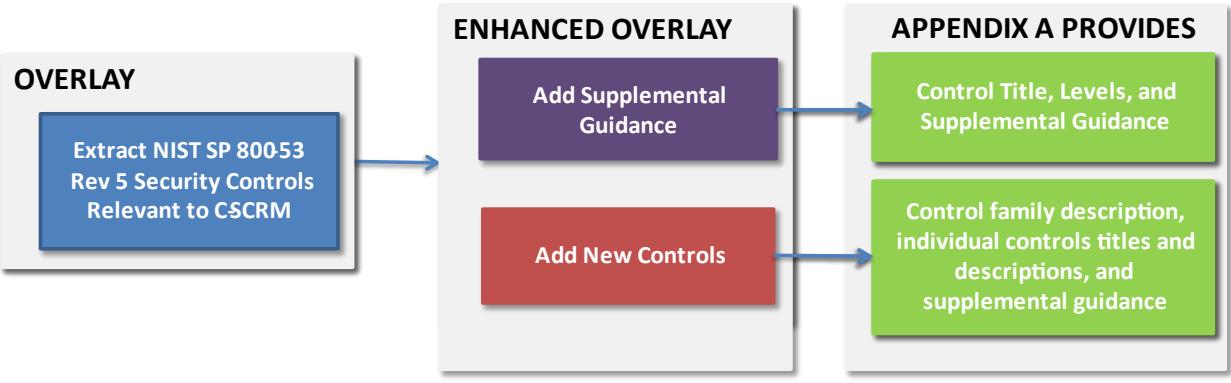 OVERLAY
Extract NIST SP 800-53
Rev 5 Security Controls
Relevant to C-SCRM
ENHANCED OVERLAY
Add Supplemental
Guidance
Add New Controls
APPENDIX A PROVIDES
Control Title, Levels, and
Supplemental Guidance
Control family description,
individual controls titles and
descriptions, and
supplemental guidance